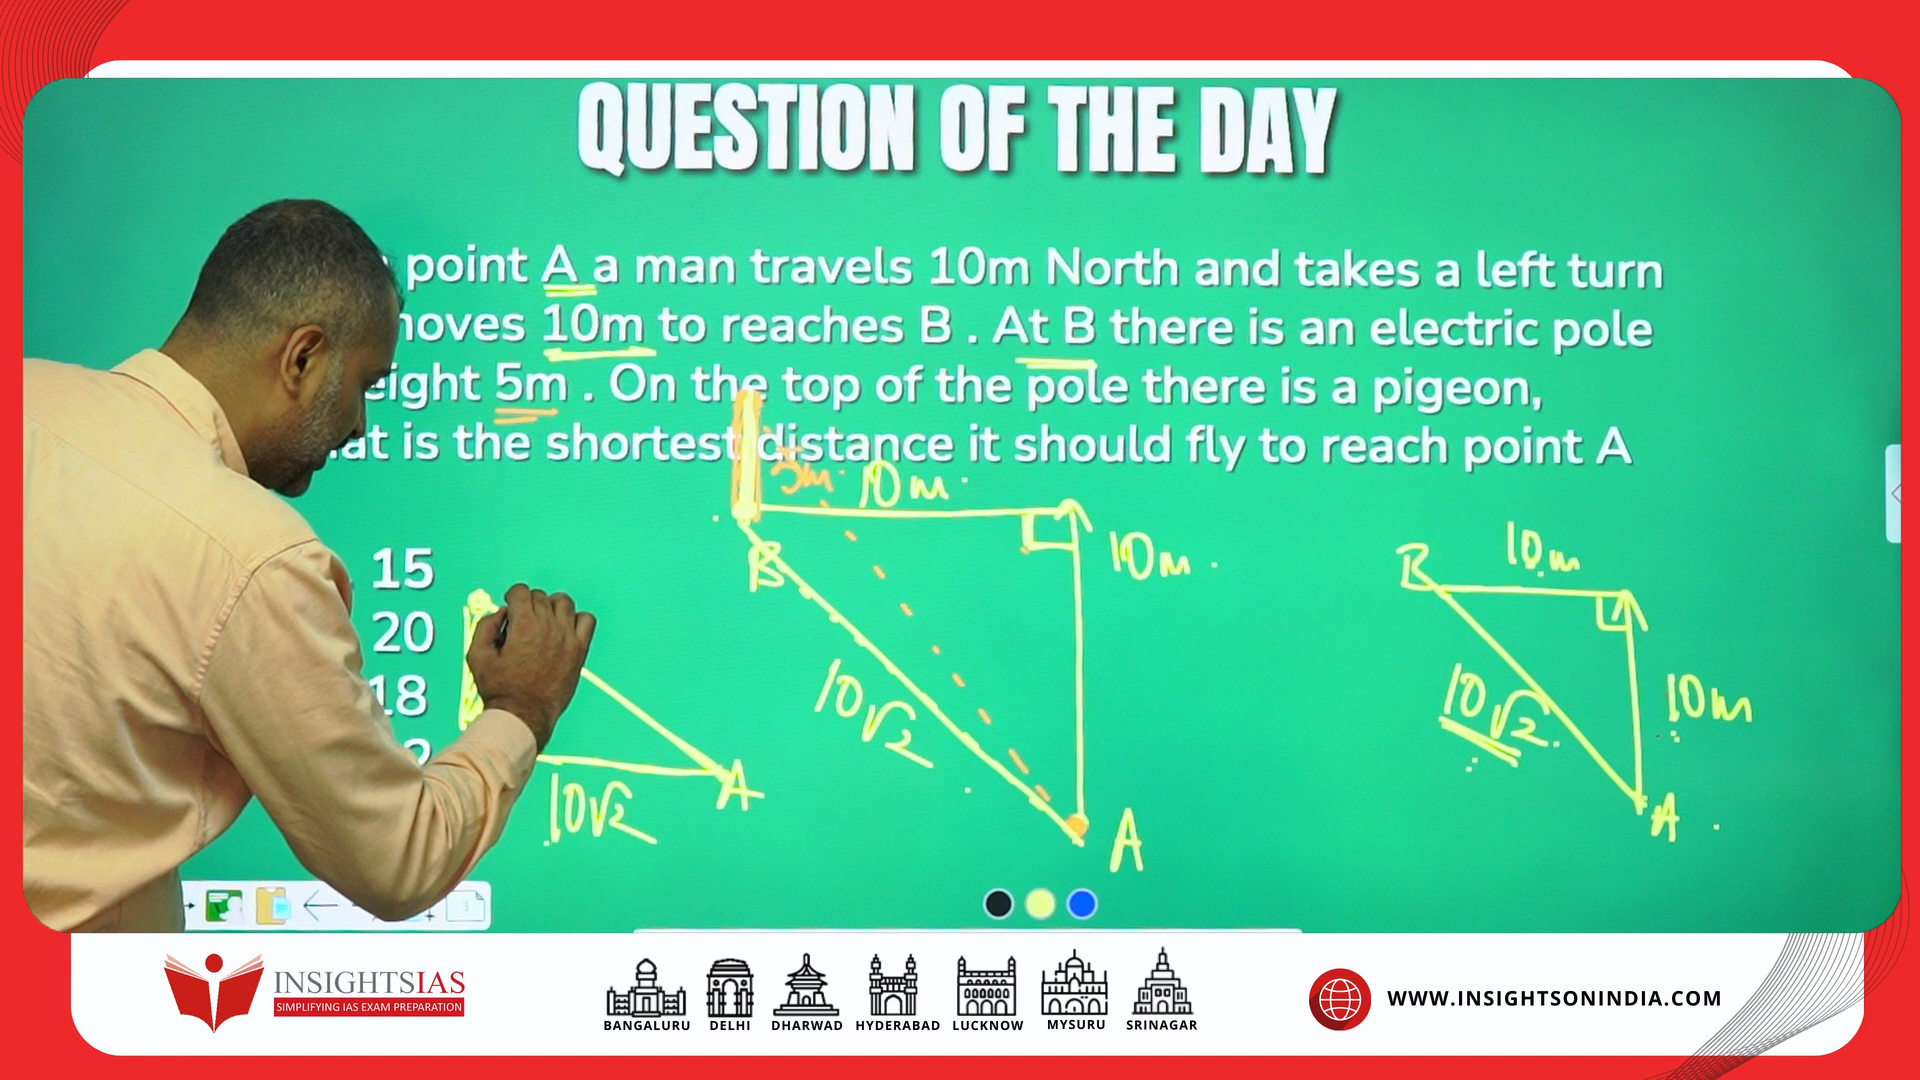 QUESTION OF THE DAY
point A a man travels 10m North and takes a left turn
moves 10m to reaches B . At B there is an electric pole
eight 5m . On the top of the pole there is a pigeon,
at is the shortest distance it should fly to reach point A
5m
10m
10m
B
10√2
A
B
10m
10m
10√2
A
15
20
18
2
10√2
A
3
INSIGHTSIAS
SIMPLIFYING IAS EXAM PREPARATION
BANGALURU DELHI DHARWAD HYDERABAD LUCKNOW MYSURU SRINAGAR
WWW.INSIGHTSONINDIA.COM